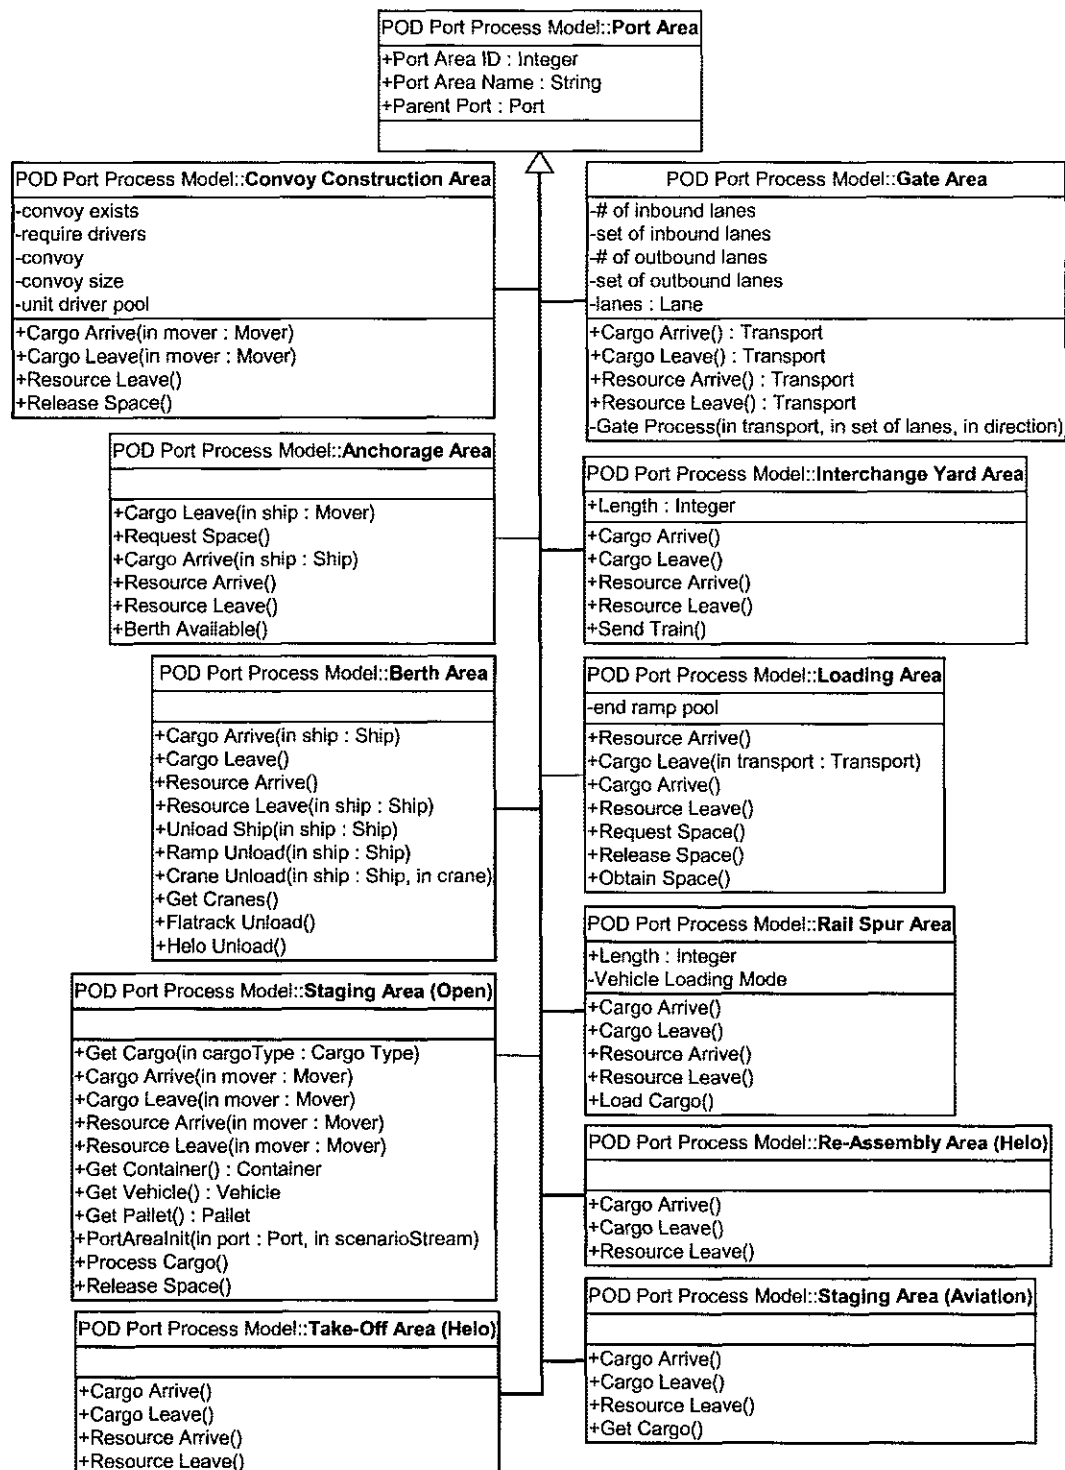 POD Port Process Model::Port Area
+Port Area ID : Integer
+Port Area Name : String
+Parent Port : Port
POD Port Process Model::Convoy Construction Area
-convoy exists
-require drivers
-convoy
-convoy size
-unit driver pool
+Cargo Arrive(in mover : Mover)
+Cargo Leave(in mover : Mover)
+Resource Leave()
+Release Space()
POD Port Process Model::Gate Area
-# of inbound lanes
-set of inbound lanes
-# of outbound lanes
-set of outbound lanes
-lanes : Lane
+Cargo Arrive() : Transport
+Cargo Leave() : Transport
+Resource Arrive() : Transport
+Resource Leave() : Transport
-Gate Process(in transport, in set of lanes, in direction)
POD Port Process Model::Anchorage Area
+Cargo Leave(in ship : Mover)
+Request Space()
+Cargo Arrive(in ship : Ship)
+Resource Arrive()
+Resource Leave()
+Berth Available()
POD Port Process Model::Interchange Yard Area
+Length : Integer
+Cargo Arrive()
+Cargo Leave()
+Resource Arrive()
+Resource Leave()
+Send Train()
POD Port Process Model::Berth Area
+Cargo Arrive(in ship : Ship)
+Cargo Leave()
+Resource Arrive()
+Resource Leave(in ship : Ship)
+Unload Ship(in ship : Ship)
+Ramp Unload(in ship : Ship)
+Crane Unload(in ship : Ship, in crane)
+Get Cranes()
+Flatrack Unload()
+Helo Unload()
POD Port Process Model::Loading Area
-end ramp pool
+Resource Arrive()
+Cargo Leave(in transport : Transport)
+Cargo Arrive()
+Resource Leave()
+Request Space()
+Release Space()
+Obtain Space()
POD Port Process Model::Rail Spur Area
+Length : Integer
-Vehicle Loading Mode
+Cargo Arrive()
+Cargo Leave()
+Resource Arrive()
+Resource Leave()
+Load Cargo()
POD Port Process Model::Staging Area (Open)
+Get Cargo(in cargoType : Cargo Type)
+Cargo Arrive(in mover : Mover)
+Cargo Leave(in mover : Mover)
+Resource Arrive(in mover : Mover)
+Resource Leave(in mover : Mover)
+Get Container() : Container
+Get Vehicle() : Vehicle
+Get Pallet() : Pallet
+PortAreaInit(in port : Port, in scenarioStream)
+Process Cargo()
+Release Space()
POD Port Process Model::Re-Assembly Area (Helo)
+Cargo Arrive()
+Cargo Leave()
+Resource Leave()
POD Port Process Model::Staging Area (Aviation)
+Cargo Arrive()
+Cargo Leave()
+Resource Leave()
+Get Cargo()
POD Port Process Model::Take-Off Area (Helo)
+Cargo Arrive()
+Cargo Leave()
+Resource Arrive()
+Resource Leave()